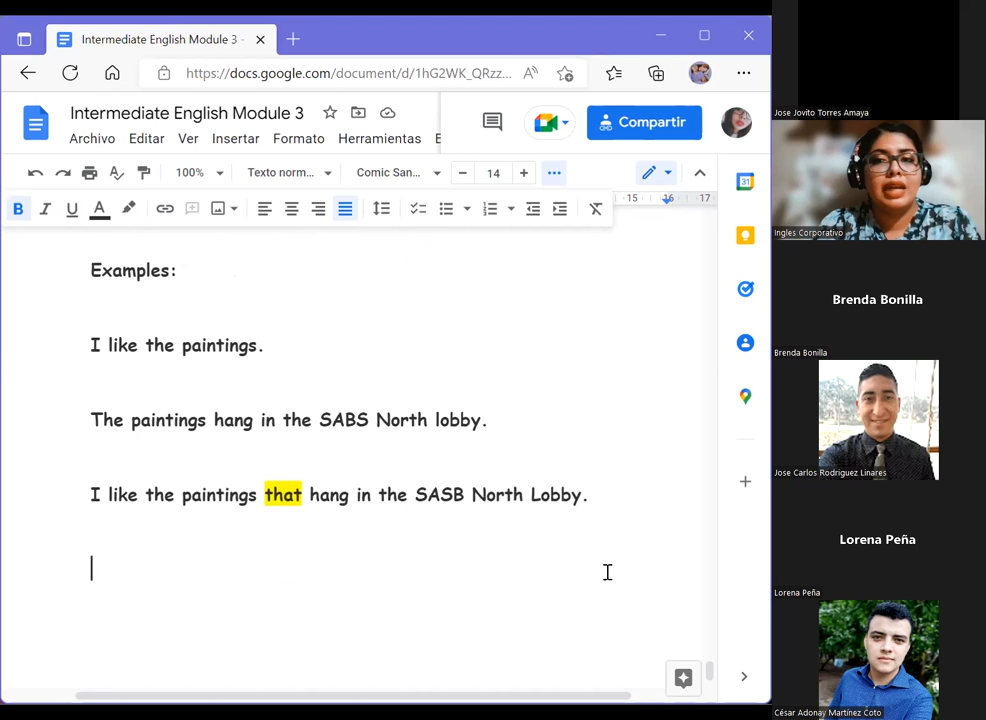 Intermediate English Module 3 -
https://docs.google.com/document/d/1hG2WK_QRzz...
Intermediate English Module 3
Archivo Editar Ver Insertar Formato Herramientas E
Compartir
100% Texto norm... Comic San... 14
15 16 17
Examples:
I like the paintings.
The paintings hang in the SABS North lobby.
I like the paintings that hang in the SASB North Lobby.
Jose Jovito Torres Amaya
Ingles Corporativo
Brenda Bonilla
Brenda Bonilla
Jose Carlos Rodriguez Linares
Lorena Peña
Lorena Peña
César Adonay Martínez Coto